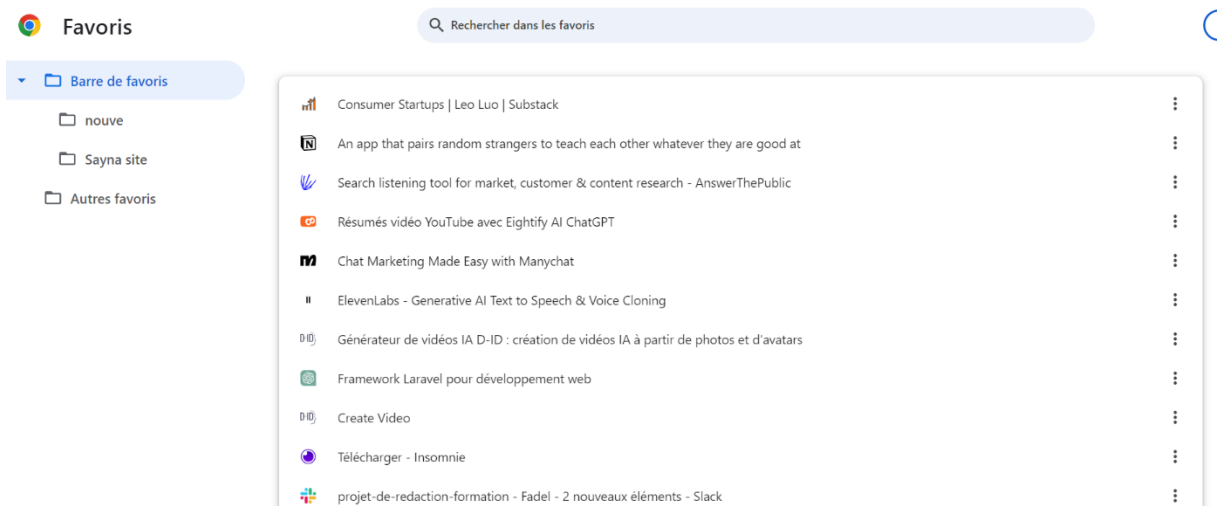 Favoris
Rechercher dans les favoris
Barre de favoris
nouve
Sayna site
Autres favoris
Consumer Startups | Leo Luo | Substack
An app that pairs random strangers to teach each other whatever they are good at
Search listening tool for market, customer & content research - AnswerThePublic
Résumés vidéo YouTube avec Eightify AI ChatGPT
Chat Marketing Made Easy with Manychat
ElevenLabs - Generative AI Text to Speech & Voice Cloning
D-ID Générateur de vidéos IA D-ID : création de vidéos IA à partir de photos et d'avatars
Framework Laravel pour développement web
D-ID Create Video
Télécharger - Insomnie
projet-de-redaction-formation - Fadel - 2 nouveaux éléments - Slack